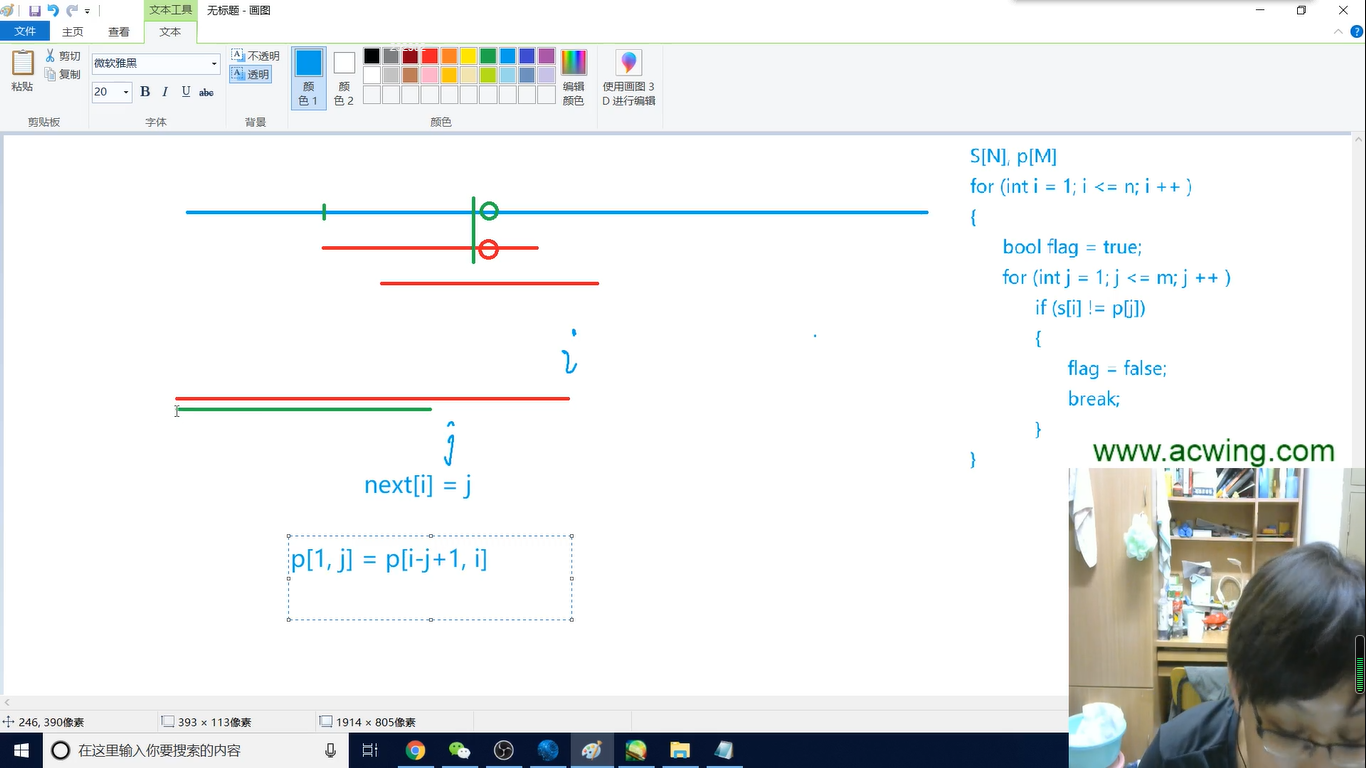 文本工具
无标题 - 画图
文件
主页
查看
文本
粘贴
剪切
复制
剪贴板
微软雅黑
20
B I U abc
字体
不透明
透明
背景
颜
色 1
颜
色 2
编辑
颜色
颜色
使用画图 3
D 进行编辑
S[N], p[M]
for (int i = 1; i <= n; i ++ )
{
bool flag = true;
for (int j = 1; j <= m; j ++ )
if (s[i] != p[j])
{
flag = false;
break;
}
}
i
j
next[i] = j
p[1, j] = p[i-j+1, i]
www.acwing.com
246, 390像素
393 × 113像素
1914 × 805像素
在这里输入你要搜索的内容